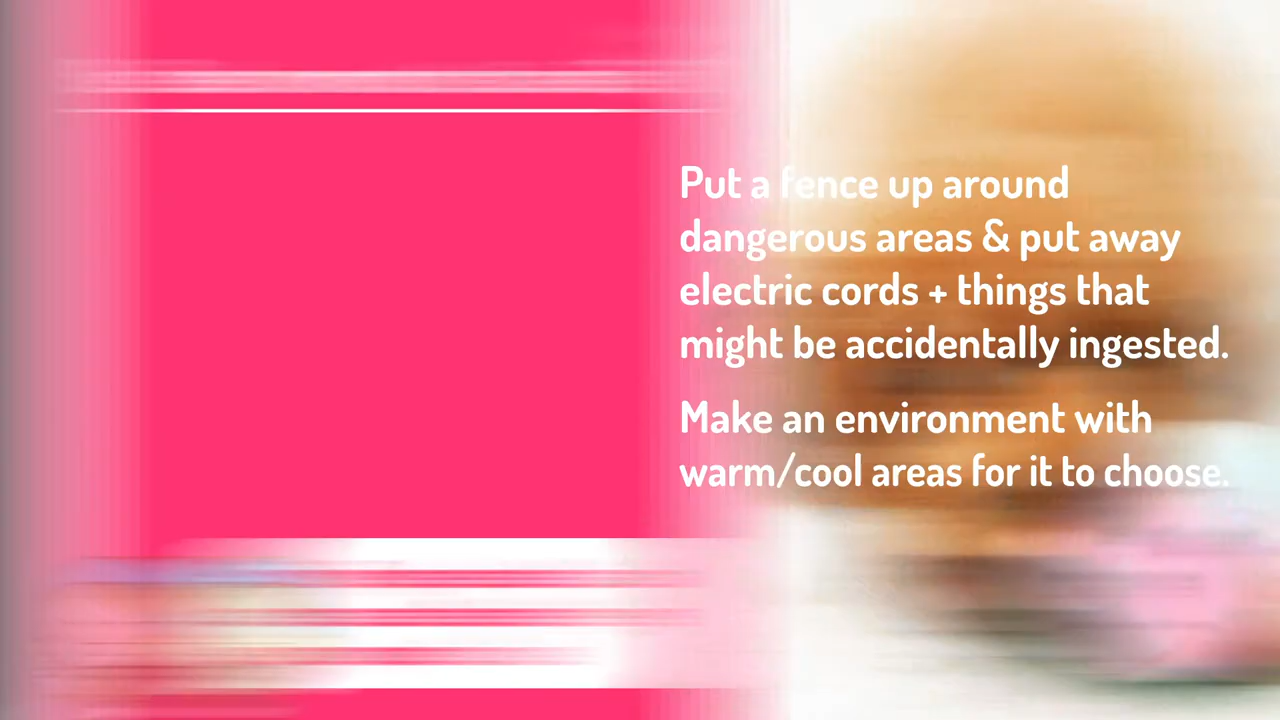 Put a fence up around
dangerous areas & put away
electric cords + things that
might be accidentally ingested.
Make an environment with
warm/cool areas for it to choose.